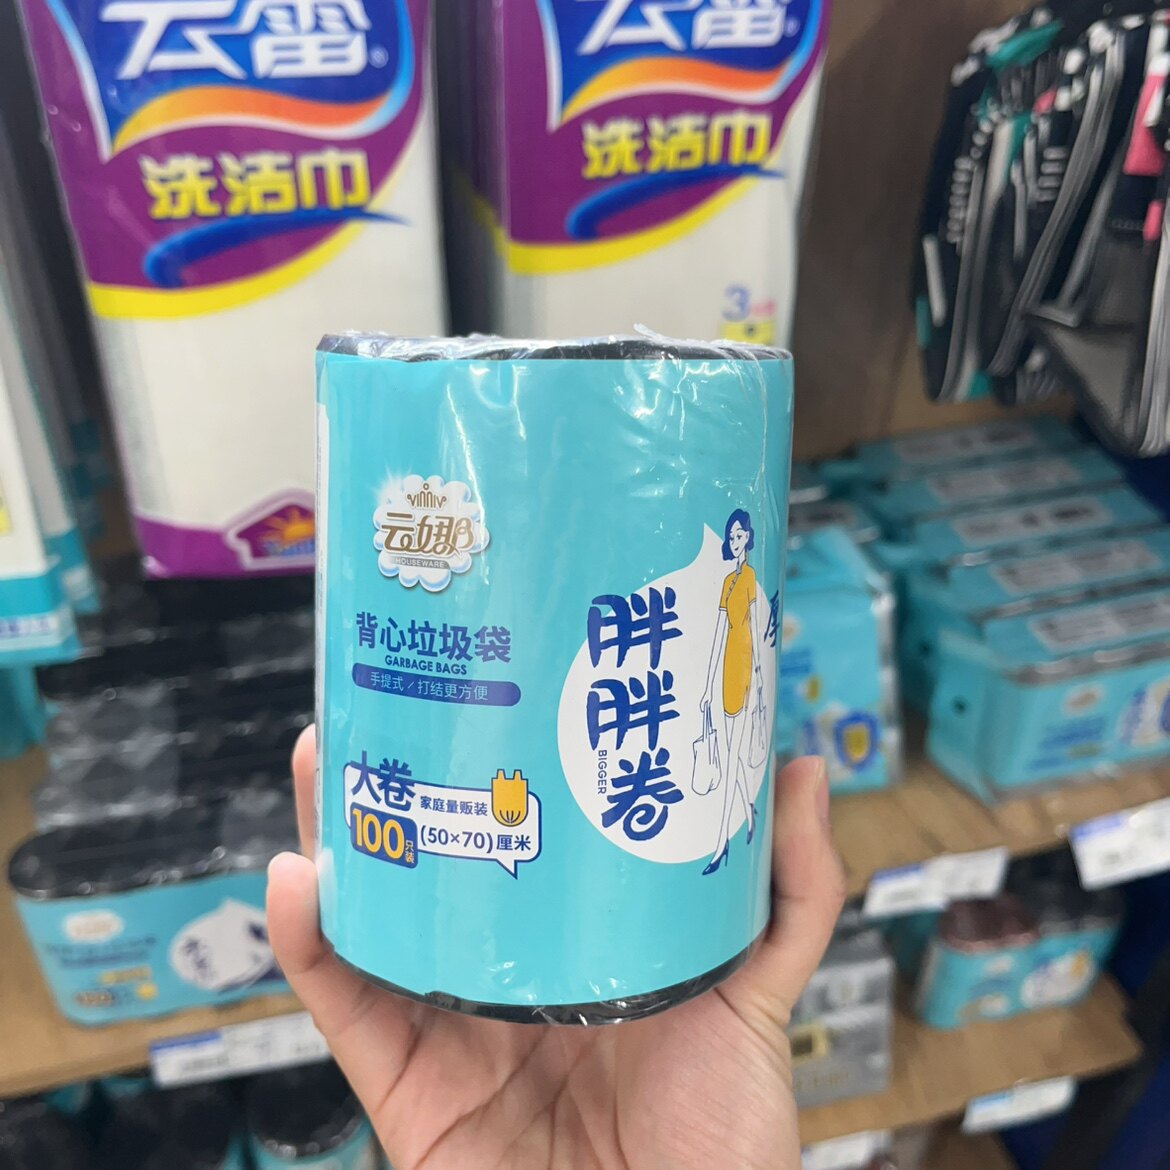 云蕾®
洗洁巾
云蕾
洗洁巾
3
VINNIV
云娜
HOUSEWARE
背心垃圾袋
GARBAGE BAGS
手提式／打结更方便
大卷
家庭量贩装
100只装
(50×70)厘米
胖胖卷
BIGGER